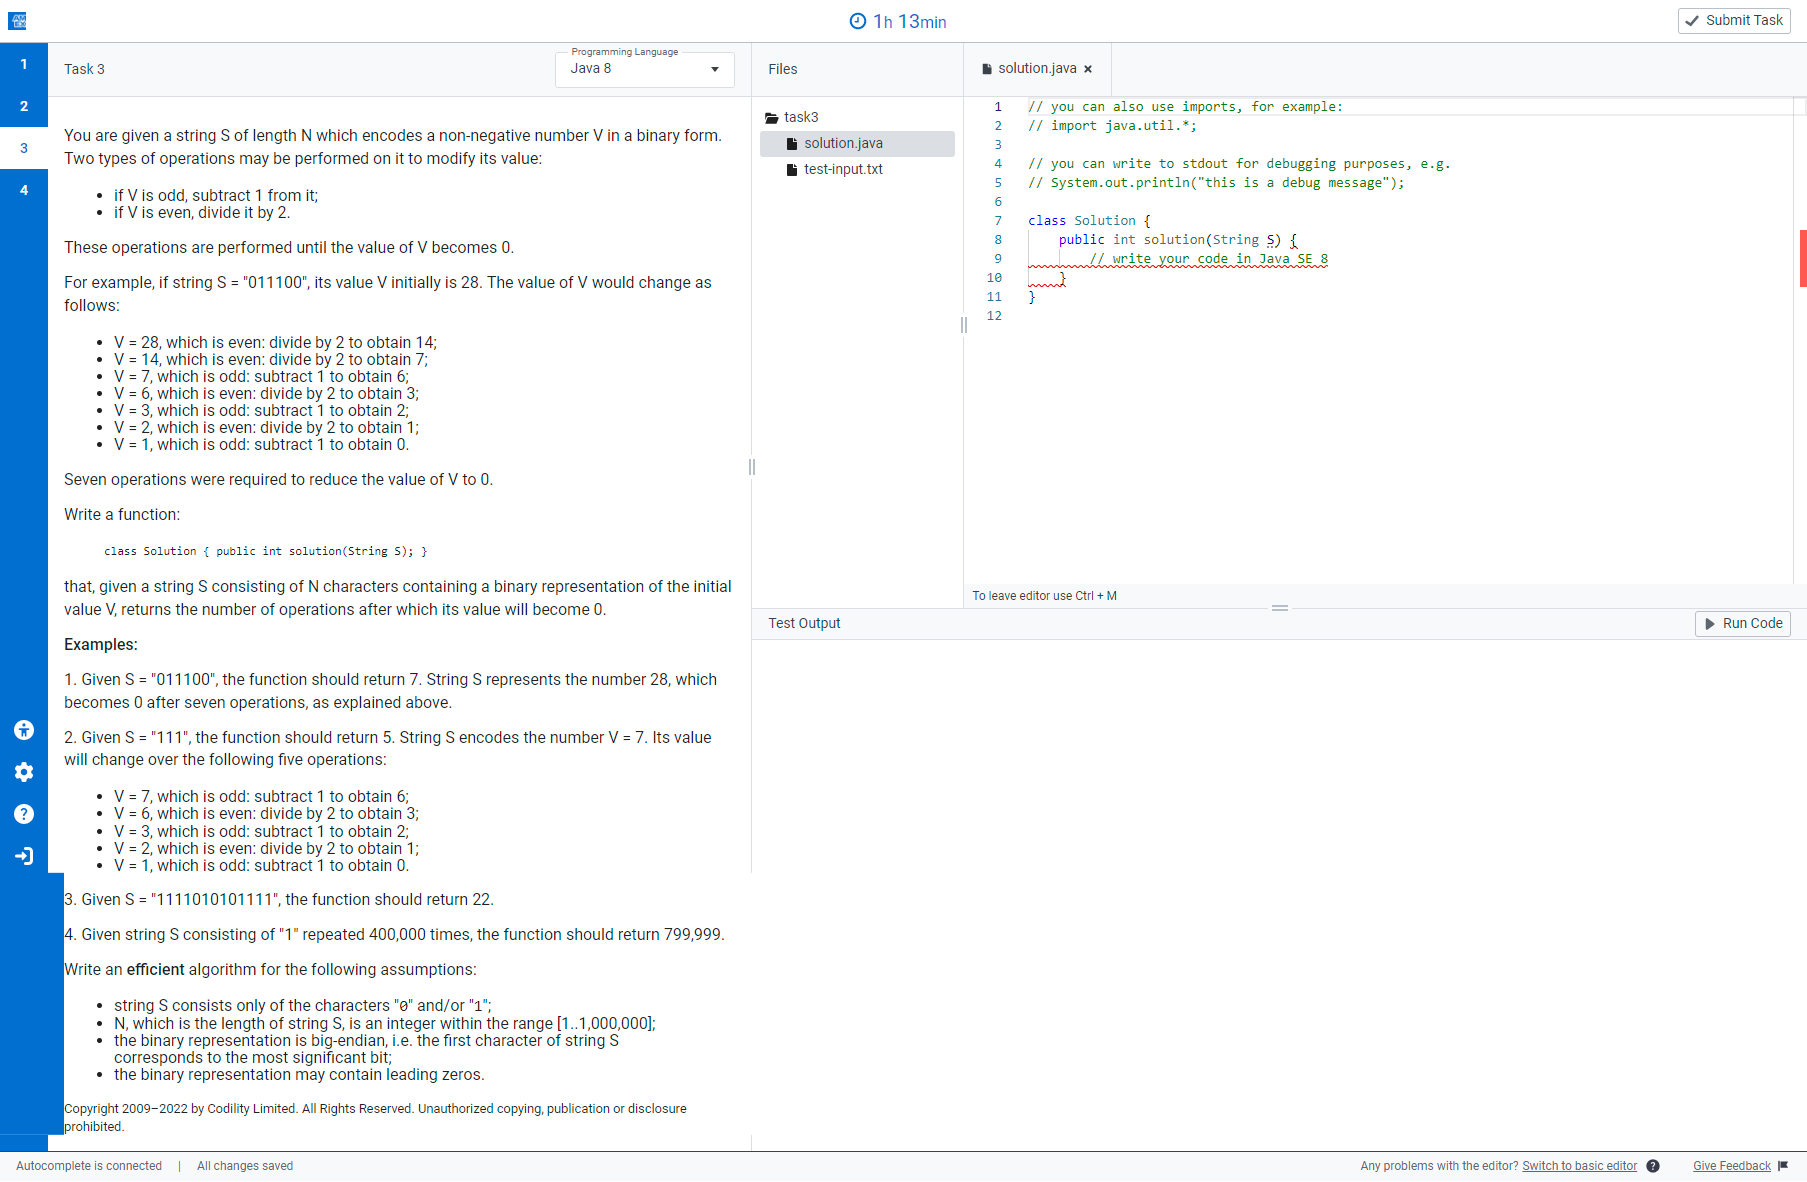 1h 13min
Submit Task
1
2
3
4
Task 3
Programming Language
Java 8
You are given a string S of length N which encodes a non-negative number V in a binary form.
Two types of operations may be performed on it to modify its value:
• if V is odd, subtract 1 from it;
• if V is even, divide it by 2.
These operations are performed until the value of V becomes 0.
For example, if string S = "011100", its value V initially is 28. The value of V would change as
follows:
• V = 28, which is even: divide by 2 to obtain 14;
• V = 14, which is even: divide by 2 to obtain 7;
• V = 7, which is odd: subtract 1 to obtain 6;
• V = 6, which is even: divide by 2 to obtain 3;
• V = 3, which is odd: subtract 1 to obtain 2;
• V = 2, which is even: divide by 2 to obtain 1;
• V = 1, which is odd: subtract 1 to obtain 0.
Seven operations were required to reduce the value of V to 0.
Write a function:
class Solution { public int solution(String S); }
that, given a string S consisting of N characters containing a binary representation of the initial
value V, returns the number of operations after which its value will become 0.
Examples:
1. Given S = "011100", the function should return 7. String S represents the number 28, which
becomes 0 after seven operations, as explained above.
2. Given S = "111", the function should return 5. String S encodes the number V = 7. Its value
will change over the following five operations:
• V = 7, which is odd: subtract 1 to obtain 6;
• V = 6, which is even: divide by 2 to obtain 3;
• V = 3, which is odd: subtract 1 to obtain 2;
• V = 2, which is even: divide by 2 to obtain 1;
• V = 1, which is odd: subtract 1 to obtain 0.
3. Given S = "1111010101111", the function should return 22.
4. Given string S consisting of "1" repeated 400,000 times, the function should return 799,999.
Write an efficient algorithm for the following assumptions:
• string S consists only of the characters "0" and/or "1";
• N, which is the length of string S, is an integer within the range [1..1,000,000];
• the binary representation is big-endian, i.e. the first character of string S
corresponds to the most significant bit;
• the binary representation may contain leading zeros.
Copyright 2009–2022 by Codility Limited. All Rights Reserved. Unauthorized copying, publication or disclosure
prohibited.
Files
task3
solution.java
test-input.txt
solution.java ×
1 // you can also use imports, for example:
2 // import java.util.*;
3
4 // you can write to stdout for debugging purposes, e.g.
5 // System.out.println("this is a debug message");
6
7 class Solution {
8 public int solution(String S) {
9 // write your code in Java SE 8
10 }
11 }
12
To leave editor use Ctrl + M
Test Output
Run Code
Autocomplete is connected | All changes saved
Any problems with the editor? Switch to basic editor ?
Give Feedback